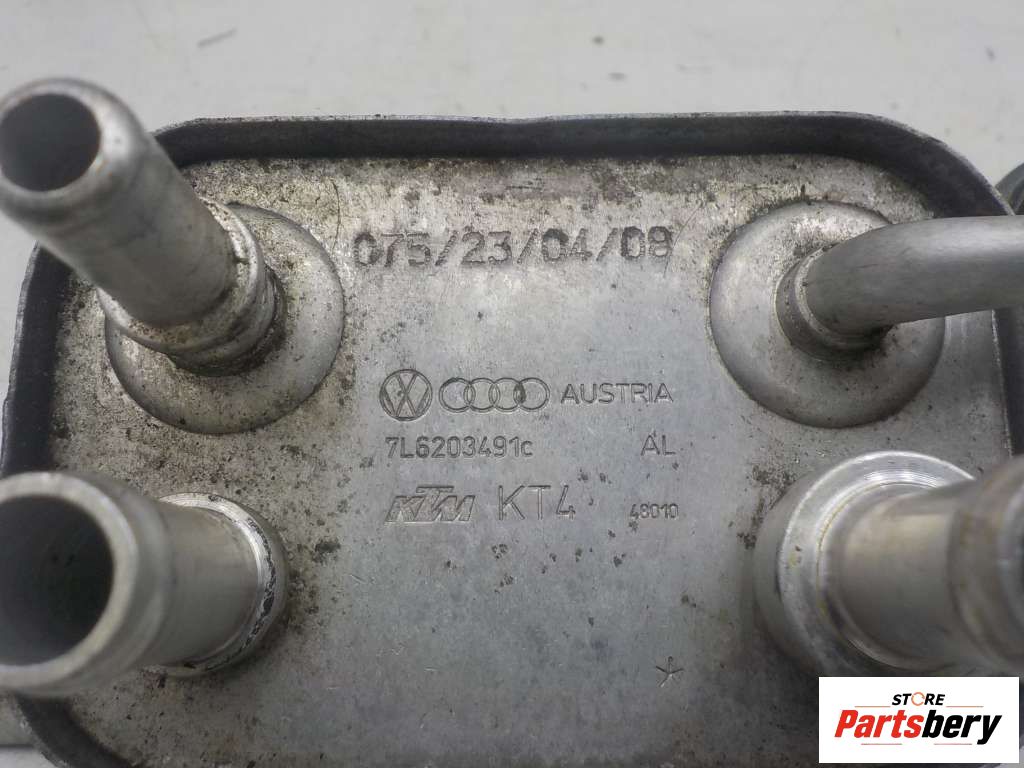 075/23/04/08
AUSTRIA
7L6203491c AL
KTM KT4 48010
STORE
Partsbery